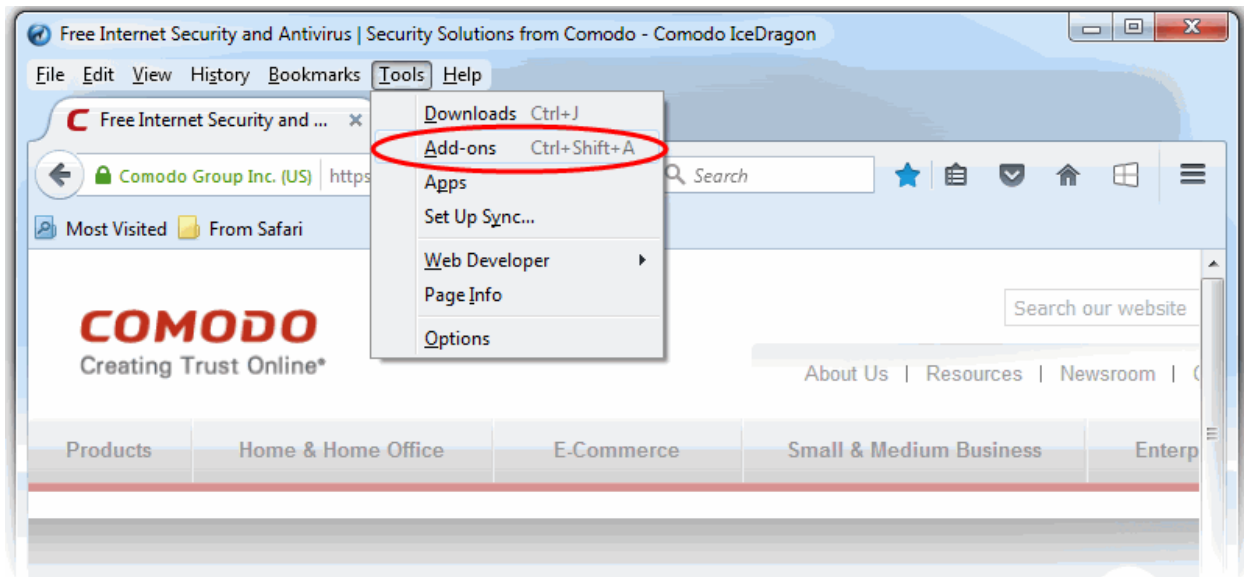 Free Internet Security and Antivirus | Security Solutions from Comodo - Comodo IceDragon
File Edit View History Bookmarks Tools Help
Free Internet Security and ...
Downloads Ctrl+J
Add-ons Ctrl+Shift+A
Comodo Group Inc. (US) https Search
Apps
Set Up Sync...
Most Visited From Safari
Web Developer
Page Info
Options
Search our website
COMODO
Creating Trust Online®
About Us | Resources | Newsroom |
Products Home & Home Office E-Commerce Small & Medium Business Enterp